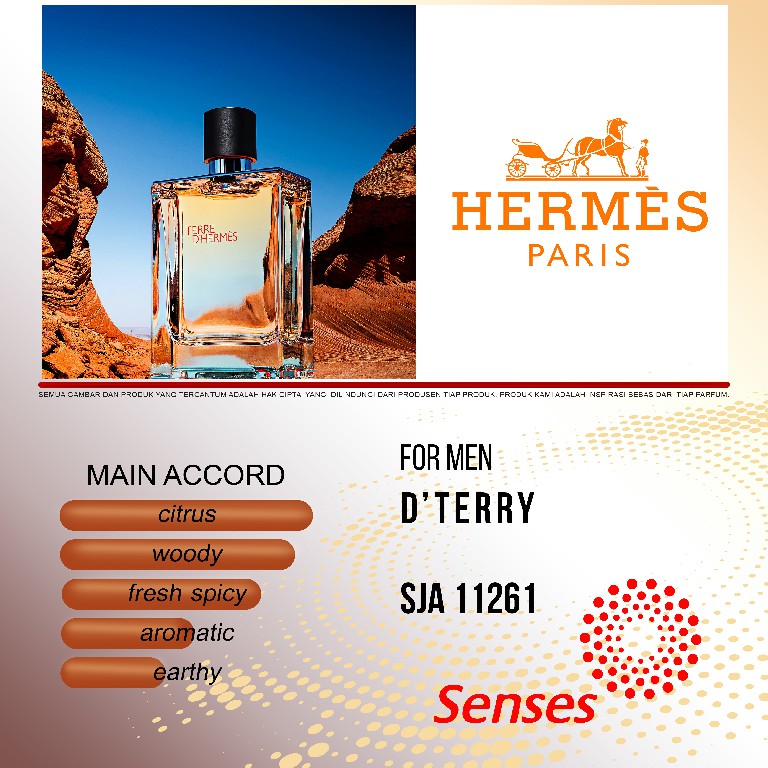 TERRE
D'HERMÈS
HERMÈS
PARIS
SEMUA GAMBAR DAN PRODUK YANG TERCANTUM ADALAH HAK CIPTA YANG DILINDUNGI DARI PRODUSEN TIAP PRODUK. PRODUK KAMI ADALAH INSPIRASI BEBAS DARI TIAP PARFUM.
MAIN ACCORD
citrus
woody
fresh spicy
aromatic
earthy
FOR MEN
D'TERRY
SJA 11261
Senses